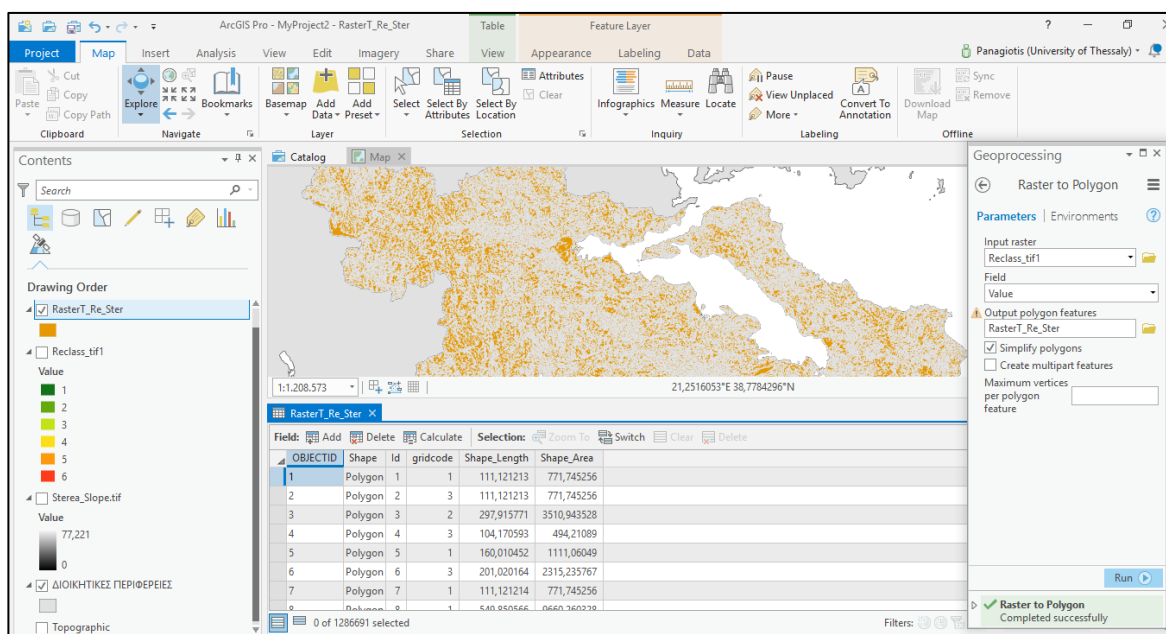 ArcGIS Pro - MyProject2 - RasterT_Re_Ster
Table
Feature Layer
?
Project
Map
Insert
Analysis
View
Edit
Imagery
Share
View
Appearance
Labeling
Data
Panagiotis (University of Thessaly)
Paste
Cut
Copy
Copy Path
Clipboard
Explore
Bookmarks
Navigate
Basemap
Add Data
Add Preset
Layer
Select
Select By Attributes
Select By Location
Attributes
Clear
Selection
Infographics
Measure
Locate
Inquiry
Pause
View Unplaced
More
Convert To Annotation
Labeling
Download Map
Sync
Remove
Offline
Contents
Search
Drawing Order
RasterT_Re_Ster
Reclass_tif1
Value
1
2
3
4
5
6
Sterea_Slope.tif
Value
77,221
0
ΔΙΟΙΚΗΤΙΚΕΣ ΠΕΡΙΦΕΡΕΙΕΣ
Topographic
Catalog
Map
1:1.208.573
21,2516053°E 38,7784296°N
RasterT_Re_Ster
Field: Add Delete Calculate Selection: Zoom To Switch Clear Delete
OBJECTID Shape Id gridcode Shape_Length Shape_Area
1 Polygon 1 1 111,121213 771,745256
2 Polygon 2 3 111,121213 771,745256
3 Polygon 3 2 297,915771 3510,943528
4 Polygon 4 3 104,170593 494,21089
5 Polygon 5 1 160,010452 1111,06049
6 Polygon 6 3 201,020164 2315,235767
7 Polygon 7 1 111,121214 771,745256
8 Polygon 8 1 549,850566 9660,260328
0 of 1286691 selected
Filters:
Geoprocessing
Raster to Polygon
Parameters
Environments
?
Input raster
Reclass_tif1
Field
Value
Output polygon features
RasterT_Re_Ster
Simplify polygons
Create multipart features
Maximum vertices
per polygon
feature
Run
Raster to Polygon
Completed successfully